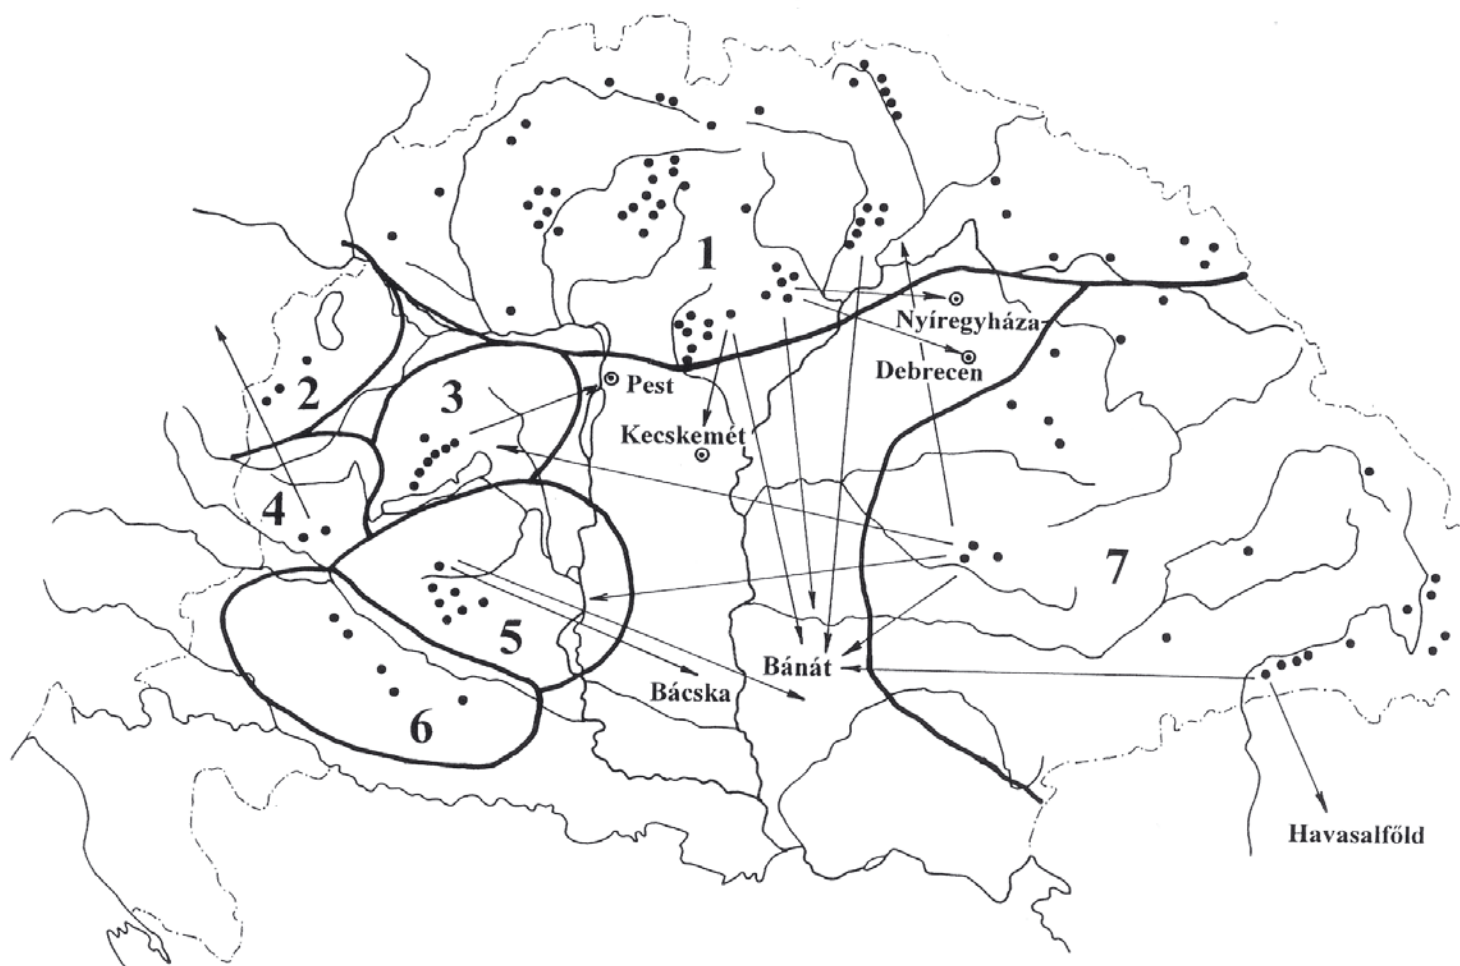 1
Nyíregyháza
Debrecen
2
3
Pest
Kecskemét
4
7
5
Bánát
Bácska
6
Havasalföld